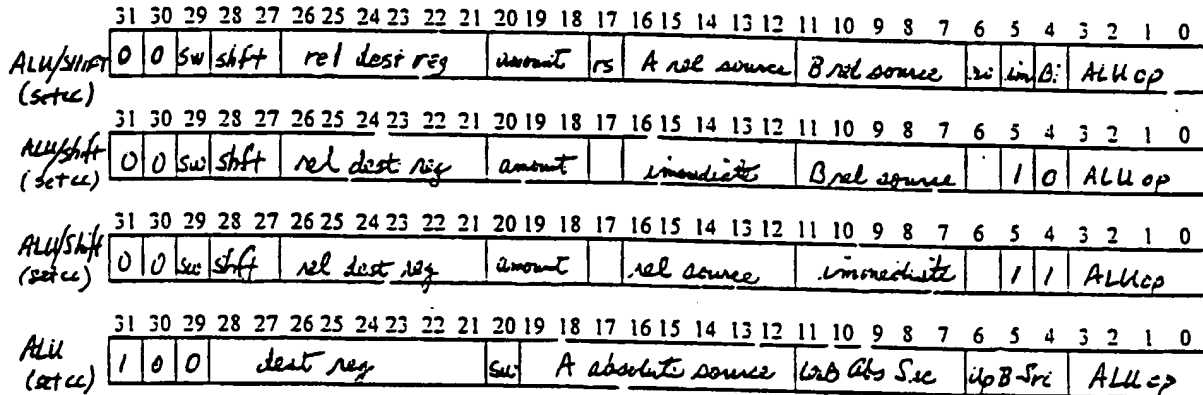 31 30 29 28 27 26 25 24 23 22 21 20 19 18 17 16 15 14 13 12 11 10 9 8 7 6 5 4 3 2 1 0
ALU/SHIFT 0 0 sw shft rel dest reg amount rs A rel source B rel source im Bi ALU op
(setcc)
31 30 29 28 27 26 25 24 23 22 21 20 19 18 17 16 15 14 13 12 11 10 9 8 7 6 5 4 3 2 1 0
ALU/shft 0 0 sw shft rel dest reg amount immediate B rel source 1 0 ALU op
(setcc)
31 30 29 28 27 26 25 24 23 22 21 20 19 18 17 16 15 14 13 12 11 10 9 8 7 6 5 4 3 2 1 0
ALU/Shift 0 0 sw shft rel dest reg amount rel source immediate 1 1 ALU op
(setcc)
31 30 29 28 27 26 25 24 23 22 21 20 19 18 17 16 15 14 13 12 11 10 9 8 7 6 5 4 3 2 1 0
ALU 1 0 0 dest reg sw A absolute source Abs Src B Src ALU op
(setcc)